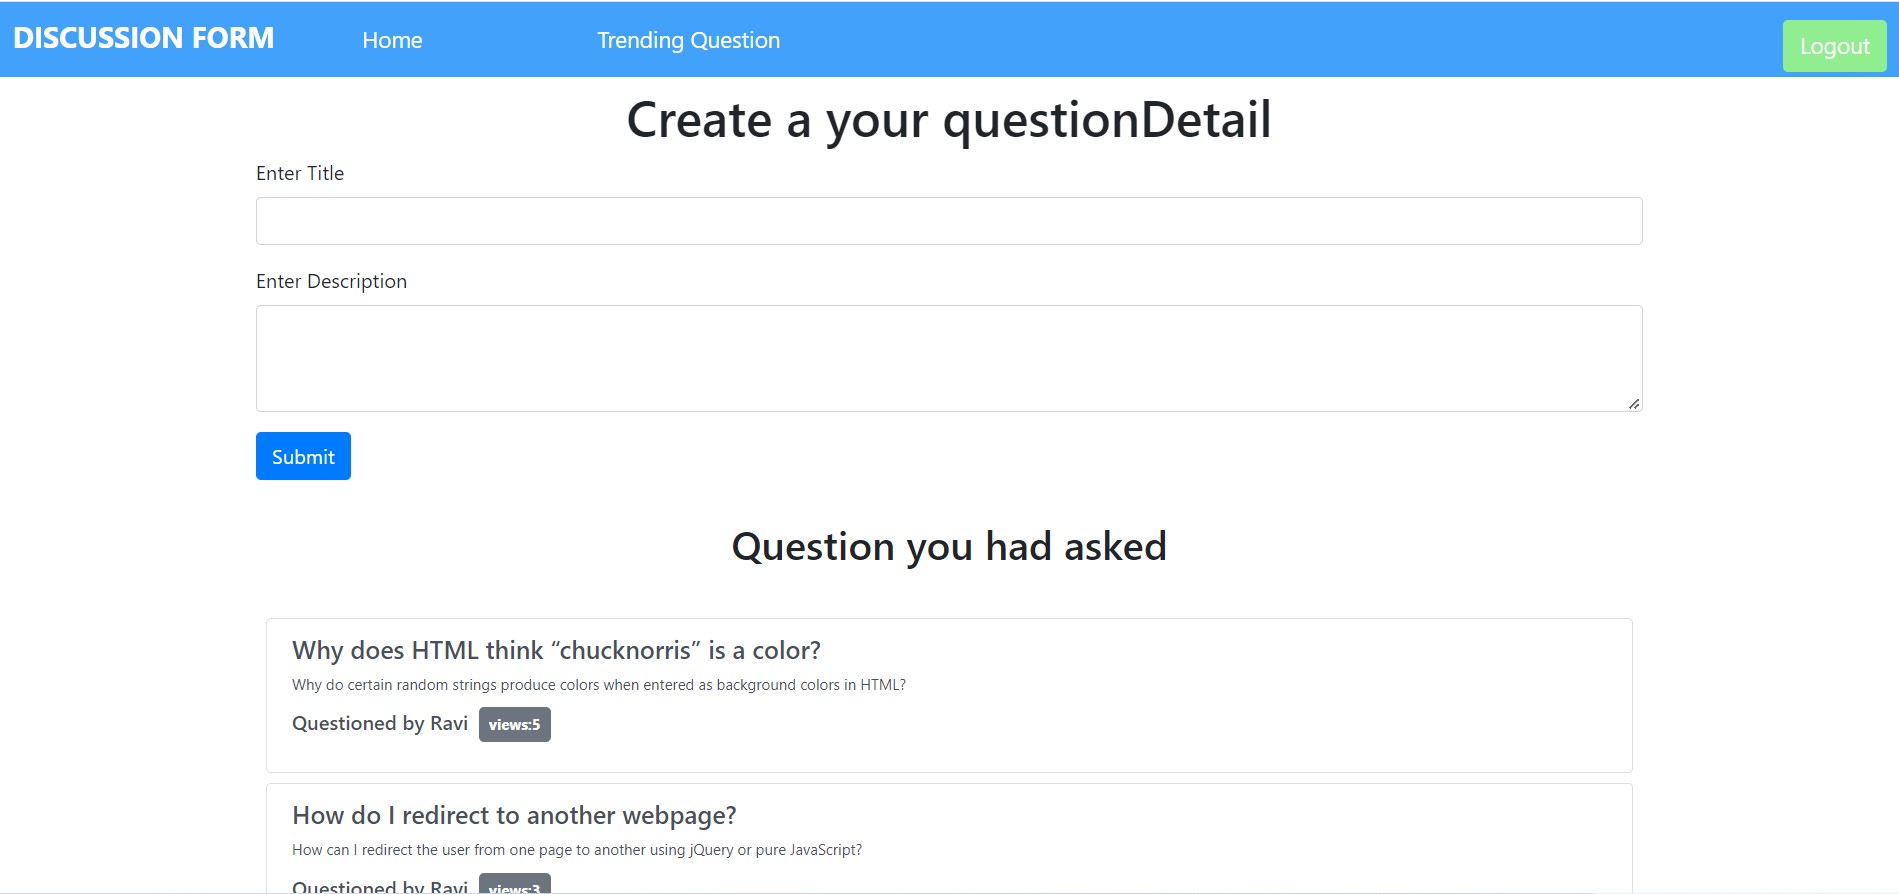 DISCUSSION FORM Home Trending Question Logout
Create a your questionDetail
Enter Title
Enter Description
Submit
Question you had asked
Why does HTML think “chucknorris” is a color?
Why do certain random strings produce colors when entered as background colors in HTML?
Questioned by Ravi views:5
How do I redirect to another webpage?
How can I redirect the user from one page to another using jQuery or pure JavaScript?
Questioned by Ravi views:3